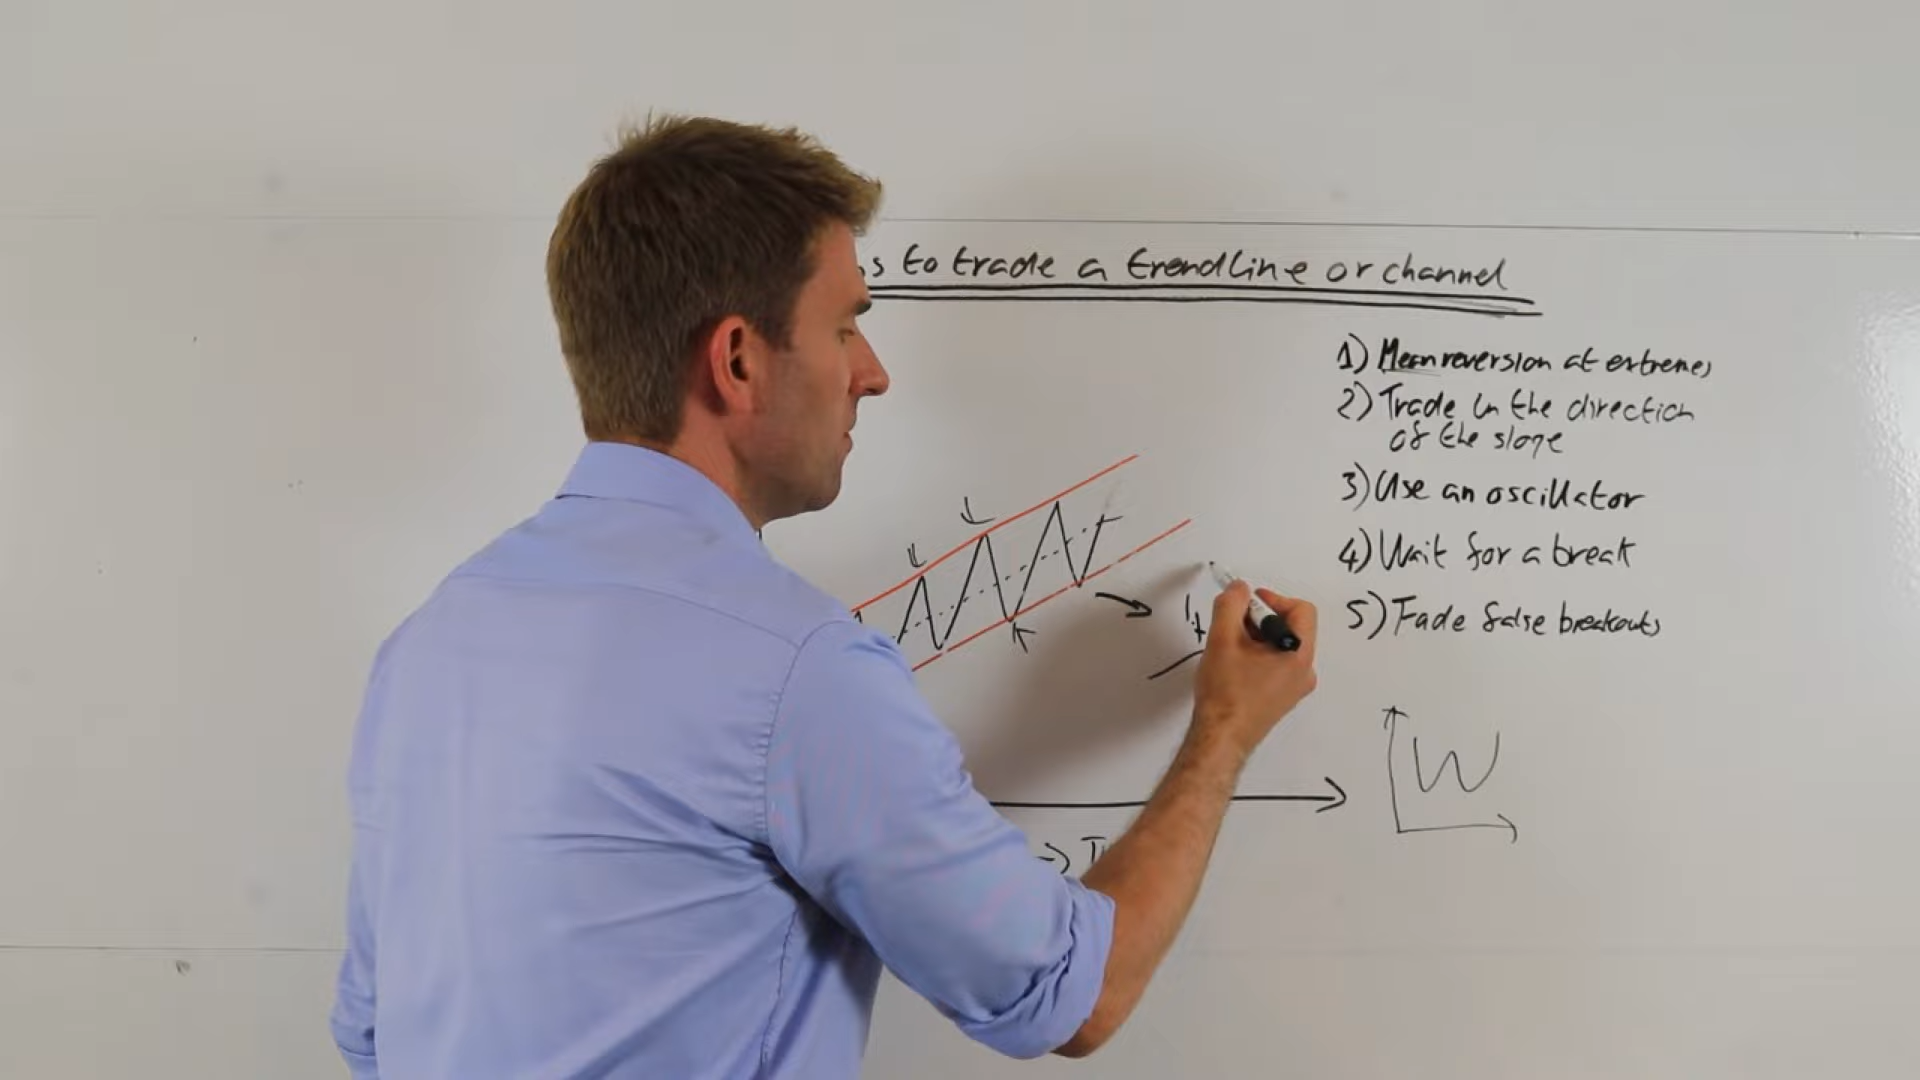 to trade a trendline or channel
1) Mean reversion at extremes
2) Trade in the direction
of the slope
3) Use an oscillator
4) Wait for a break
5) Fade false breakouts